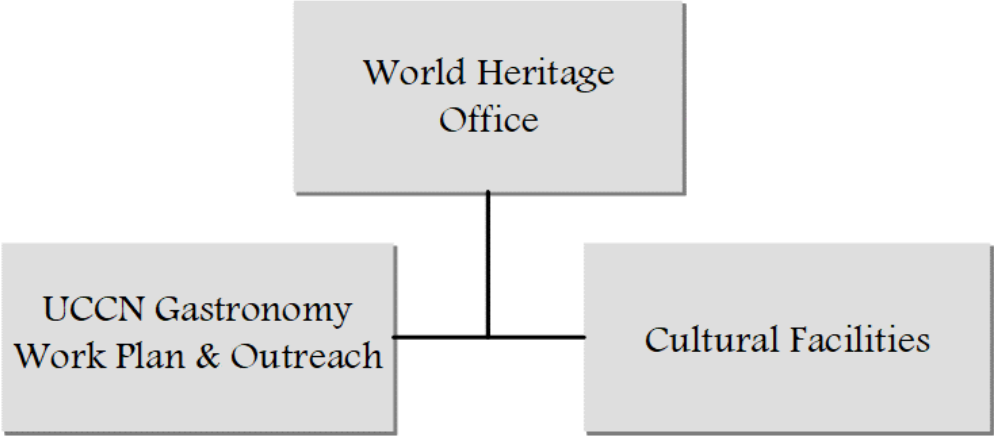 World Heritage
Office
UCCN Gastronomy
Work Plan & Outreach
Cultural Facilities